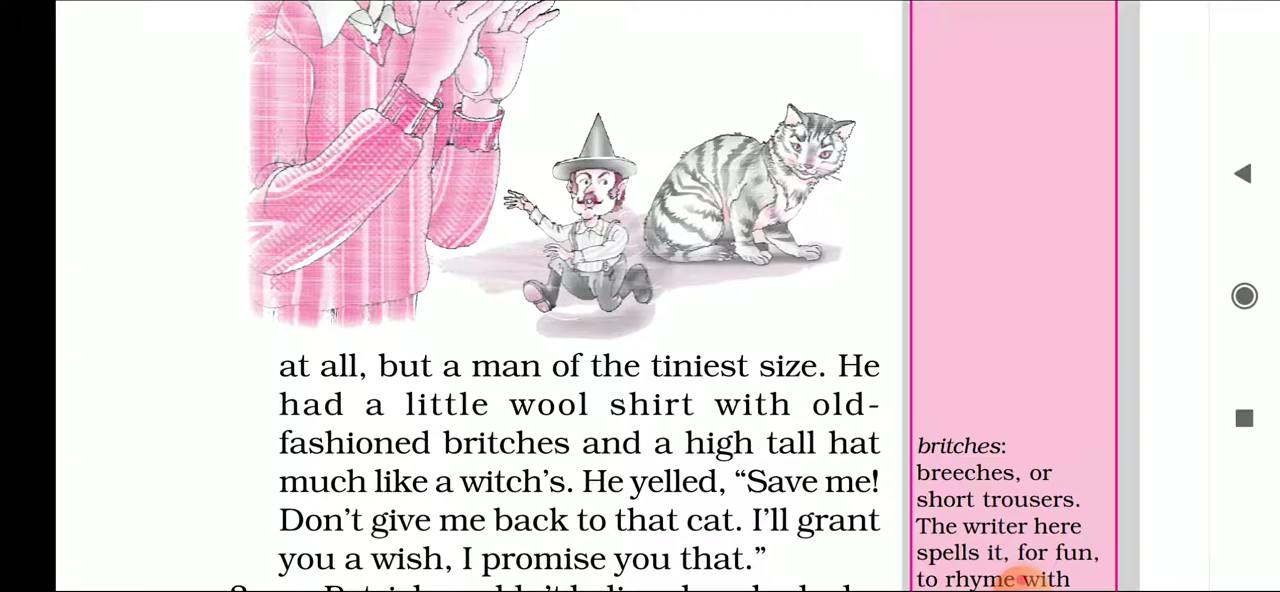 at all, but a man of the tiniest size. He
had a little wool shirt with old-
fashioned britches and a high tall hat
much like a witch's. He yelled, “Save me!
Don't give me back to that cat. I'll grant
you a wish, I promise you that.”
britches:
breeches, or
short trousers.
The writer here
spells it, for fun,
to rhyme with